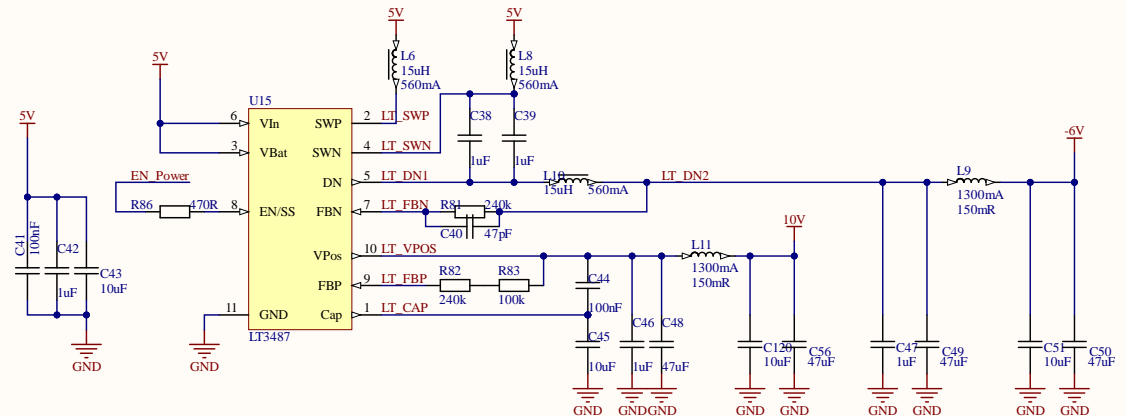 5V
5V
L6
15uH
560mA
L8
15uH
560mA
5V
U15
6
VIn
SWP
2
LT_SWP
C38
C39
5V
-6V
3
VBat
SWN
4
LT_SWN
1uF
1uF
EN_Power
DN
5
LT_DN1
L10
15uH
560mA
LT_DN2
L9
1300mA
150mR
R86
470R
8
EN/SS
FBN
7
LT_FBN
R81
240k
C40
47pF
10V
C41
100nF
C42
1uF
C43
10uF
VPos
10
LT_VPOS
L11
1300mA
150mR
FBP
9
LT_FBP
R82
240k
R83
100k
C44
100nF
11
GND
Cap
1
LT_CAP
LT3487
C45
10uF
C46
1uF
C48
47uF
C120
10uF
C56
47uF
C47
1uF
C49
47uF
C51
10uF
C50
47uF
GND
GND
GND
GND
GND
GND
GND
GND
GND
GND
GND